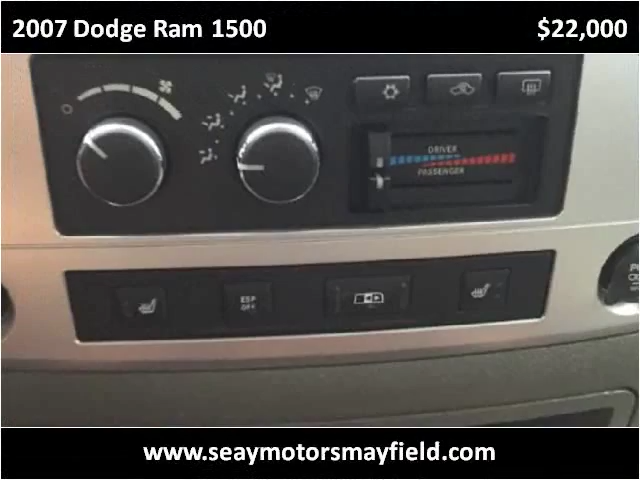 2007 Dodge Ram 1500
$22,000
DRIVER
PASSENGER
ESP
OFF
www.seaymotorsmayfield.com